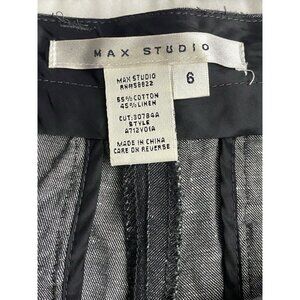 MAX STUDIO
6
MAX STUDIO
RN#58822
55% COTTON
45% LINEN
CUT:30784A
STYLE
A712V01A
MADE IN CHINA
CARE ON REVERSE